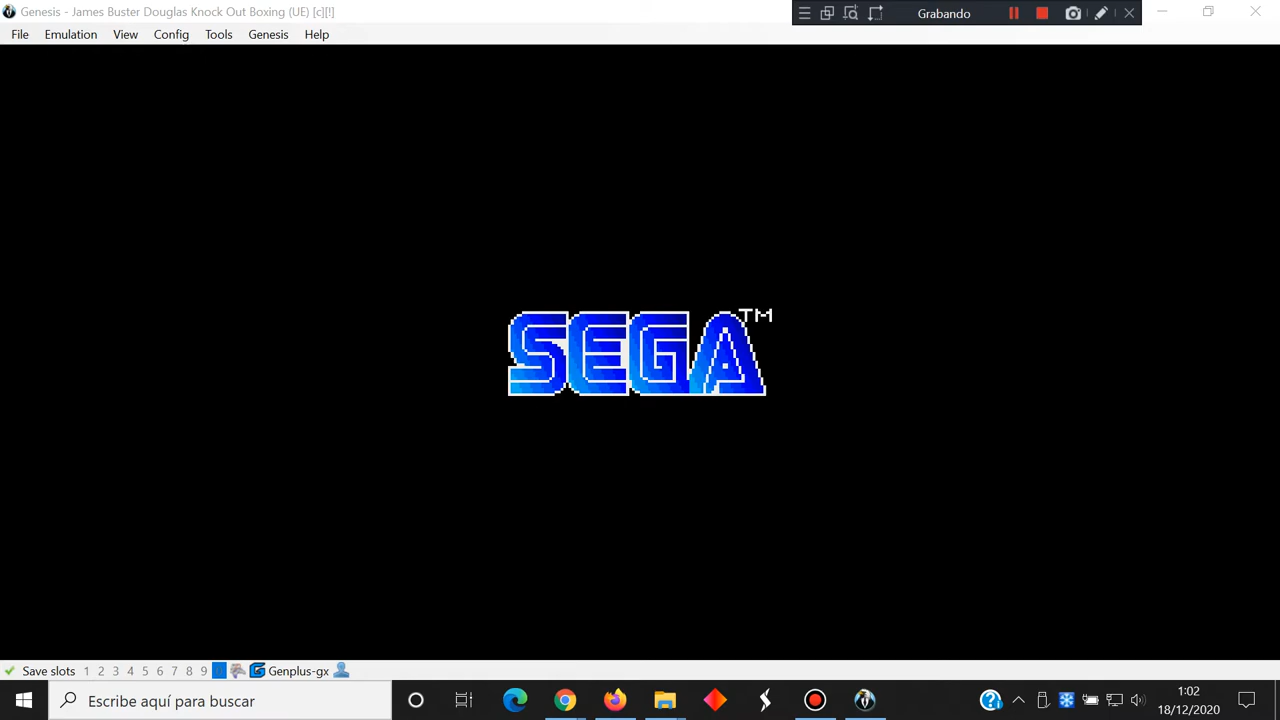 Genesis - James Buster Douglas Knock Out Boxing (UE) [c][!]
Grabando
File Emulation View Config Tools Genesis Help
SEGA™
Save slots 1 2 3 4 5 6 7 8 9 Genplus-gx
Escribe aquí para buscar
1:02
18/12/2020